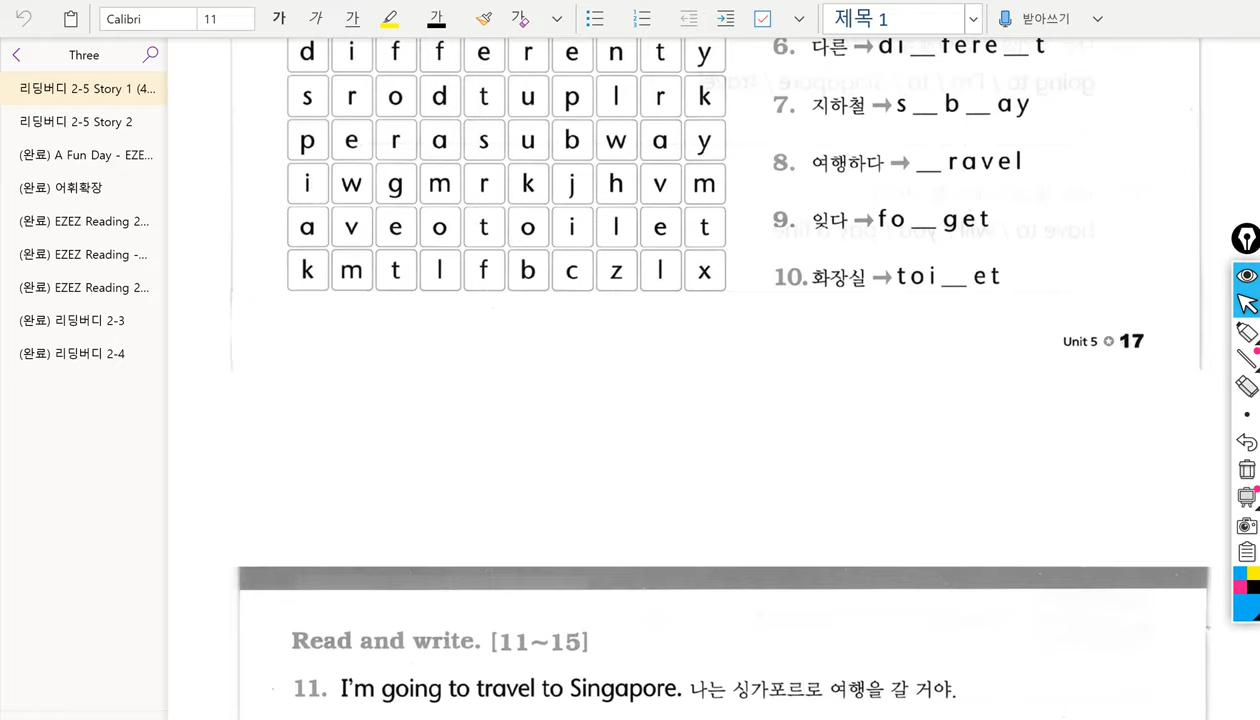 Calibri
11
가
가
가
가
가
제목 1
받아쓰기
Three
리딩버디 2-5 Story 1 (4...
리딩버디 2-5 Story 2
(완료) A Fun Day - EZE...
(완료) 어휘확장
(완료) EZEZ Reading 2...
(완료) EZEZ Reading -...
(완료) EZEZ Reading 2...
(완료) 리딩버디 2-3
(완료) 리딩버디 2-4
d i f f e r e n t y
s r o d t u p l r k
p e r a s u b w a y
i w g m r k j h v m
a v e o t o i l e t
k m t l f b c z l x
6. 다른 → di __ fere __ t
7. 지하철 → s __ b __ ay
8. 여행하다 → __ ravel
9. 잊다 → fo __ get
10. 화장실 → toi __ et
Unit 5 ✪ 17
Read and write. [11~15]
11. I'm going to travel to Singapore. 나는 싱가포르로 여행을 갈 거야.